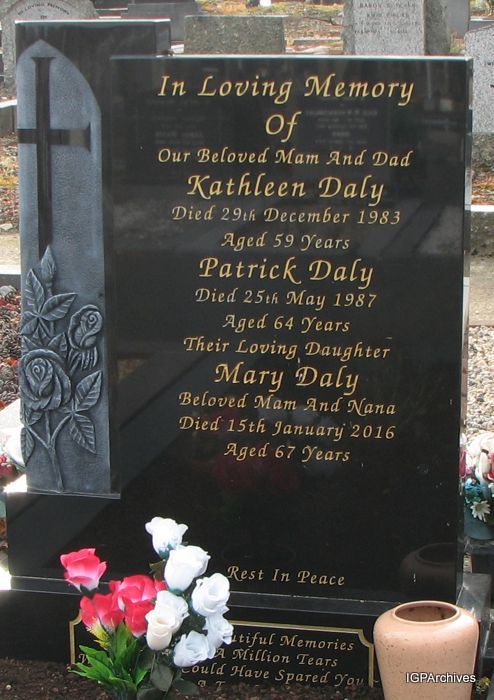 In Loving Memory
Of
Our Beloved Mam And Dad
Kathleen Daly
Died 29th December 1983
Aged 59 Years
Patrick Daly
Died 25th May 1987
Aged 64 Years
Their Loving Daughter
Mary Daly
Beloved Mam And Nana
Died 15th January 2016
Aged 67 Years
Rest In Peace
Memories
A Million Tears
Could Have Spared You
IGPArchives